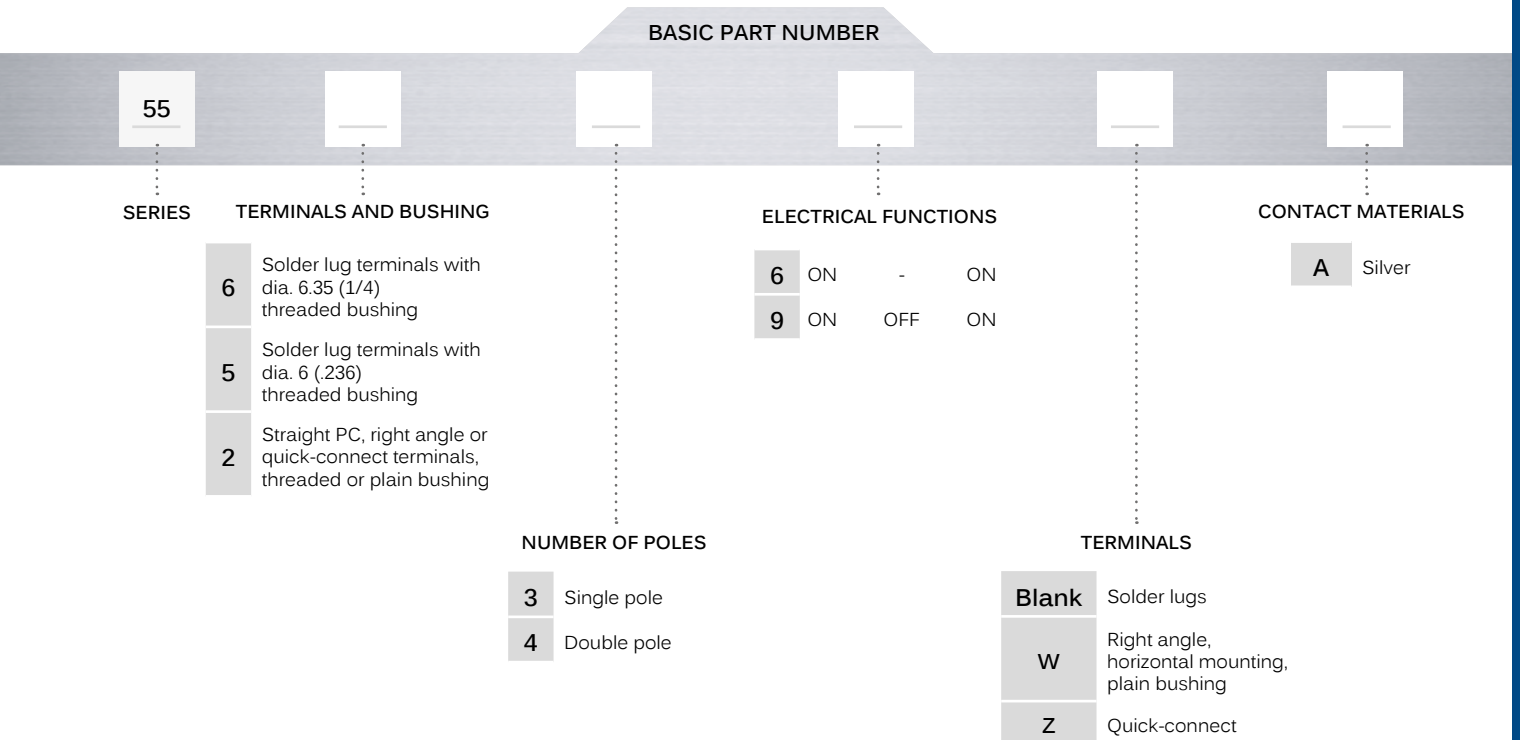 BASIC PART NUMBER
55
SERIES
TERMINALS AND BUSHING
6
Solder lug terminals with
dia. 6.35 (1/4)
threaded bushing
5
Solder lug terminals with
dia. 6 (.236)
threaded bushing
2
Straight PC, right angle or
quick-connect terminals,
threaded or plain bushing
NUMBER OF POLES
3 Single pole
4 Double pole
ELECTRICAL FUNCTIONS
6 ON - ON
9 ON OFF ON
TERMINALS
Blank Solder lugs
W
Right angle,
horizontal mounting,
plain bushing
Z Quick-connect
CONTACT MATERIALS
A Silver